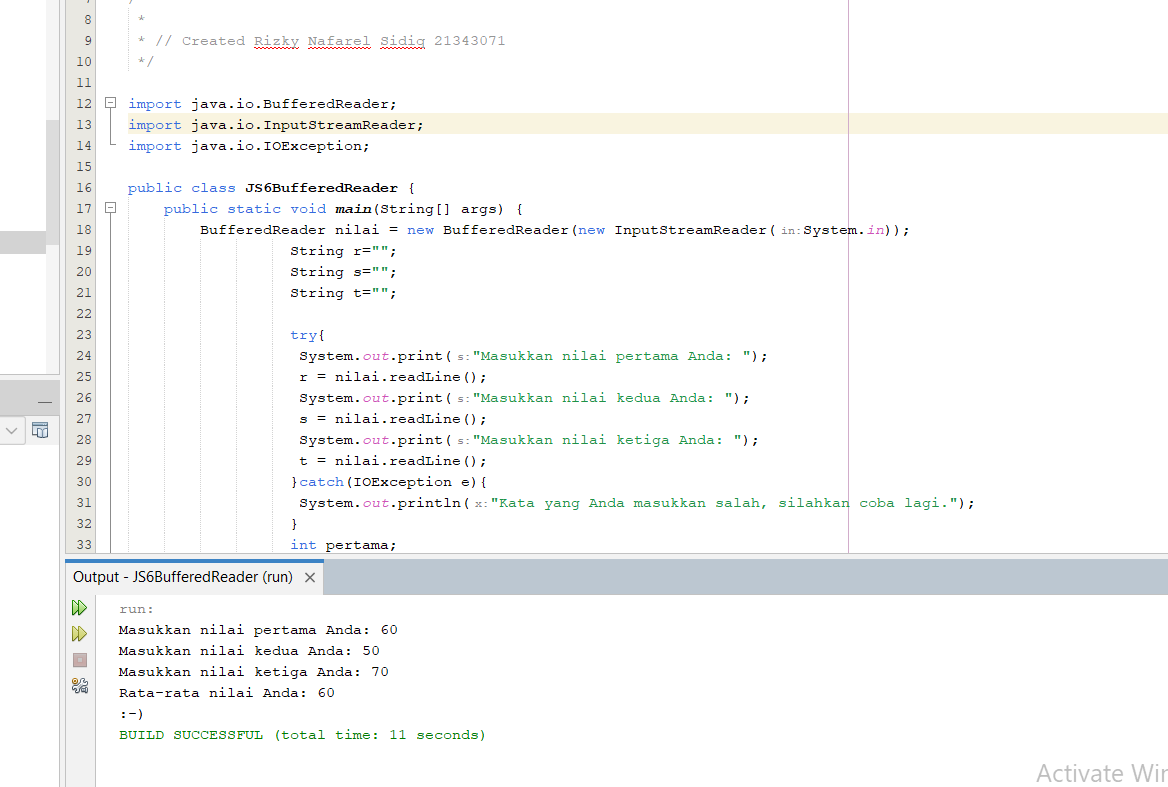 8 *
9 * // Created Rizky Nafarel Sidiq 21343071
10 */
11
12 import java.io.BufferedReader;
13 import java.io.InputStreamReader;
14 import java.io.IOException;
15
16 public class JS6BufferedReader {
17 public static void main(String[] args) {
18 BufferedReader nilai = new BufferedReader(new InputStreamReader( in:System.in));
19 String r="";
20 String s="";
21 String t="";
22
23 try{
24 System.out.print( s:"Masukkan nilai pertama Anda: ");
25 r = nilai.readLine();
26 System.out.print( s:"Masukkan nilai kedua Anda: ");
27 s = nilai.readLine();
28 System.out.print( s:"Masukkan nilai ketiga Anda: ");
29 t = nilai.readLine();
30 }catch(IOException e){
31 System.out.println( x:"Kata yang Anda masukkan salah, silahkan coba lagi.");
32 }
33 int pertama;
Output - JS6BufferedReader (run)
run:
Masukkan nilai pertama Anda: 60
Masukkan nilai kedua Anda: 50
Masukkan nilai ketiga Anda: 70
Rata-rata nilai Anda: 60
:-)
BUILD SUCCESSFUL (total time: 11 seconds)
Activate Win